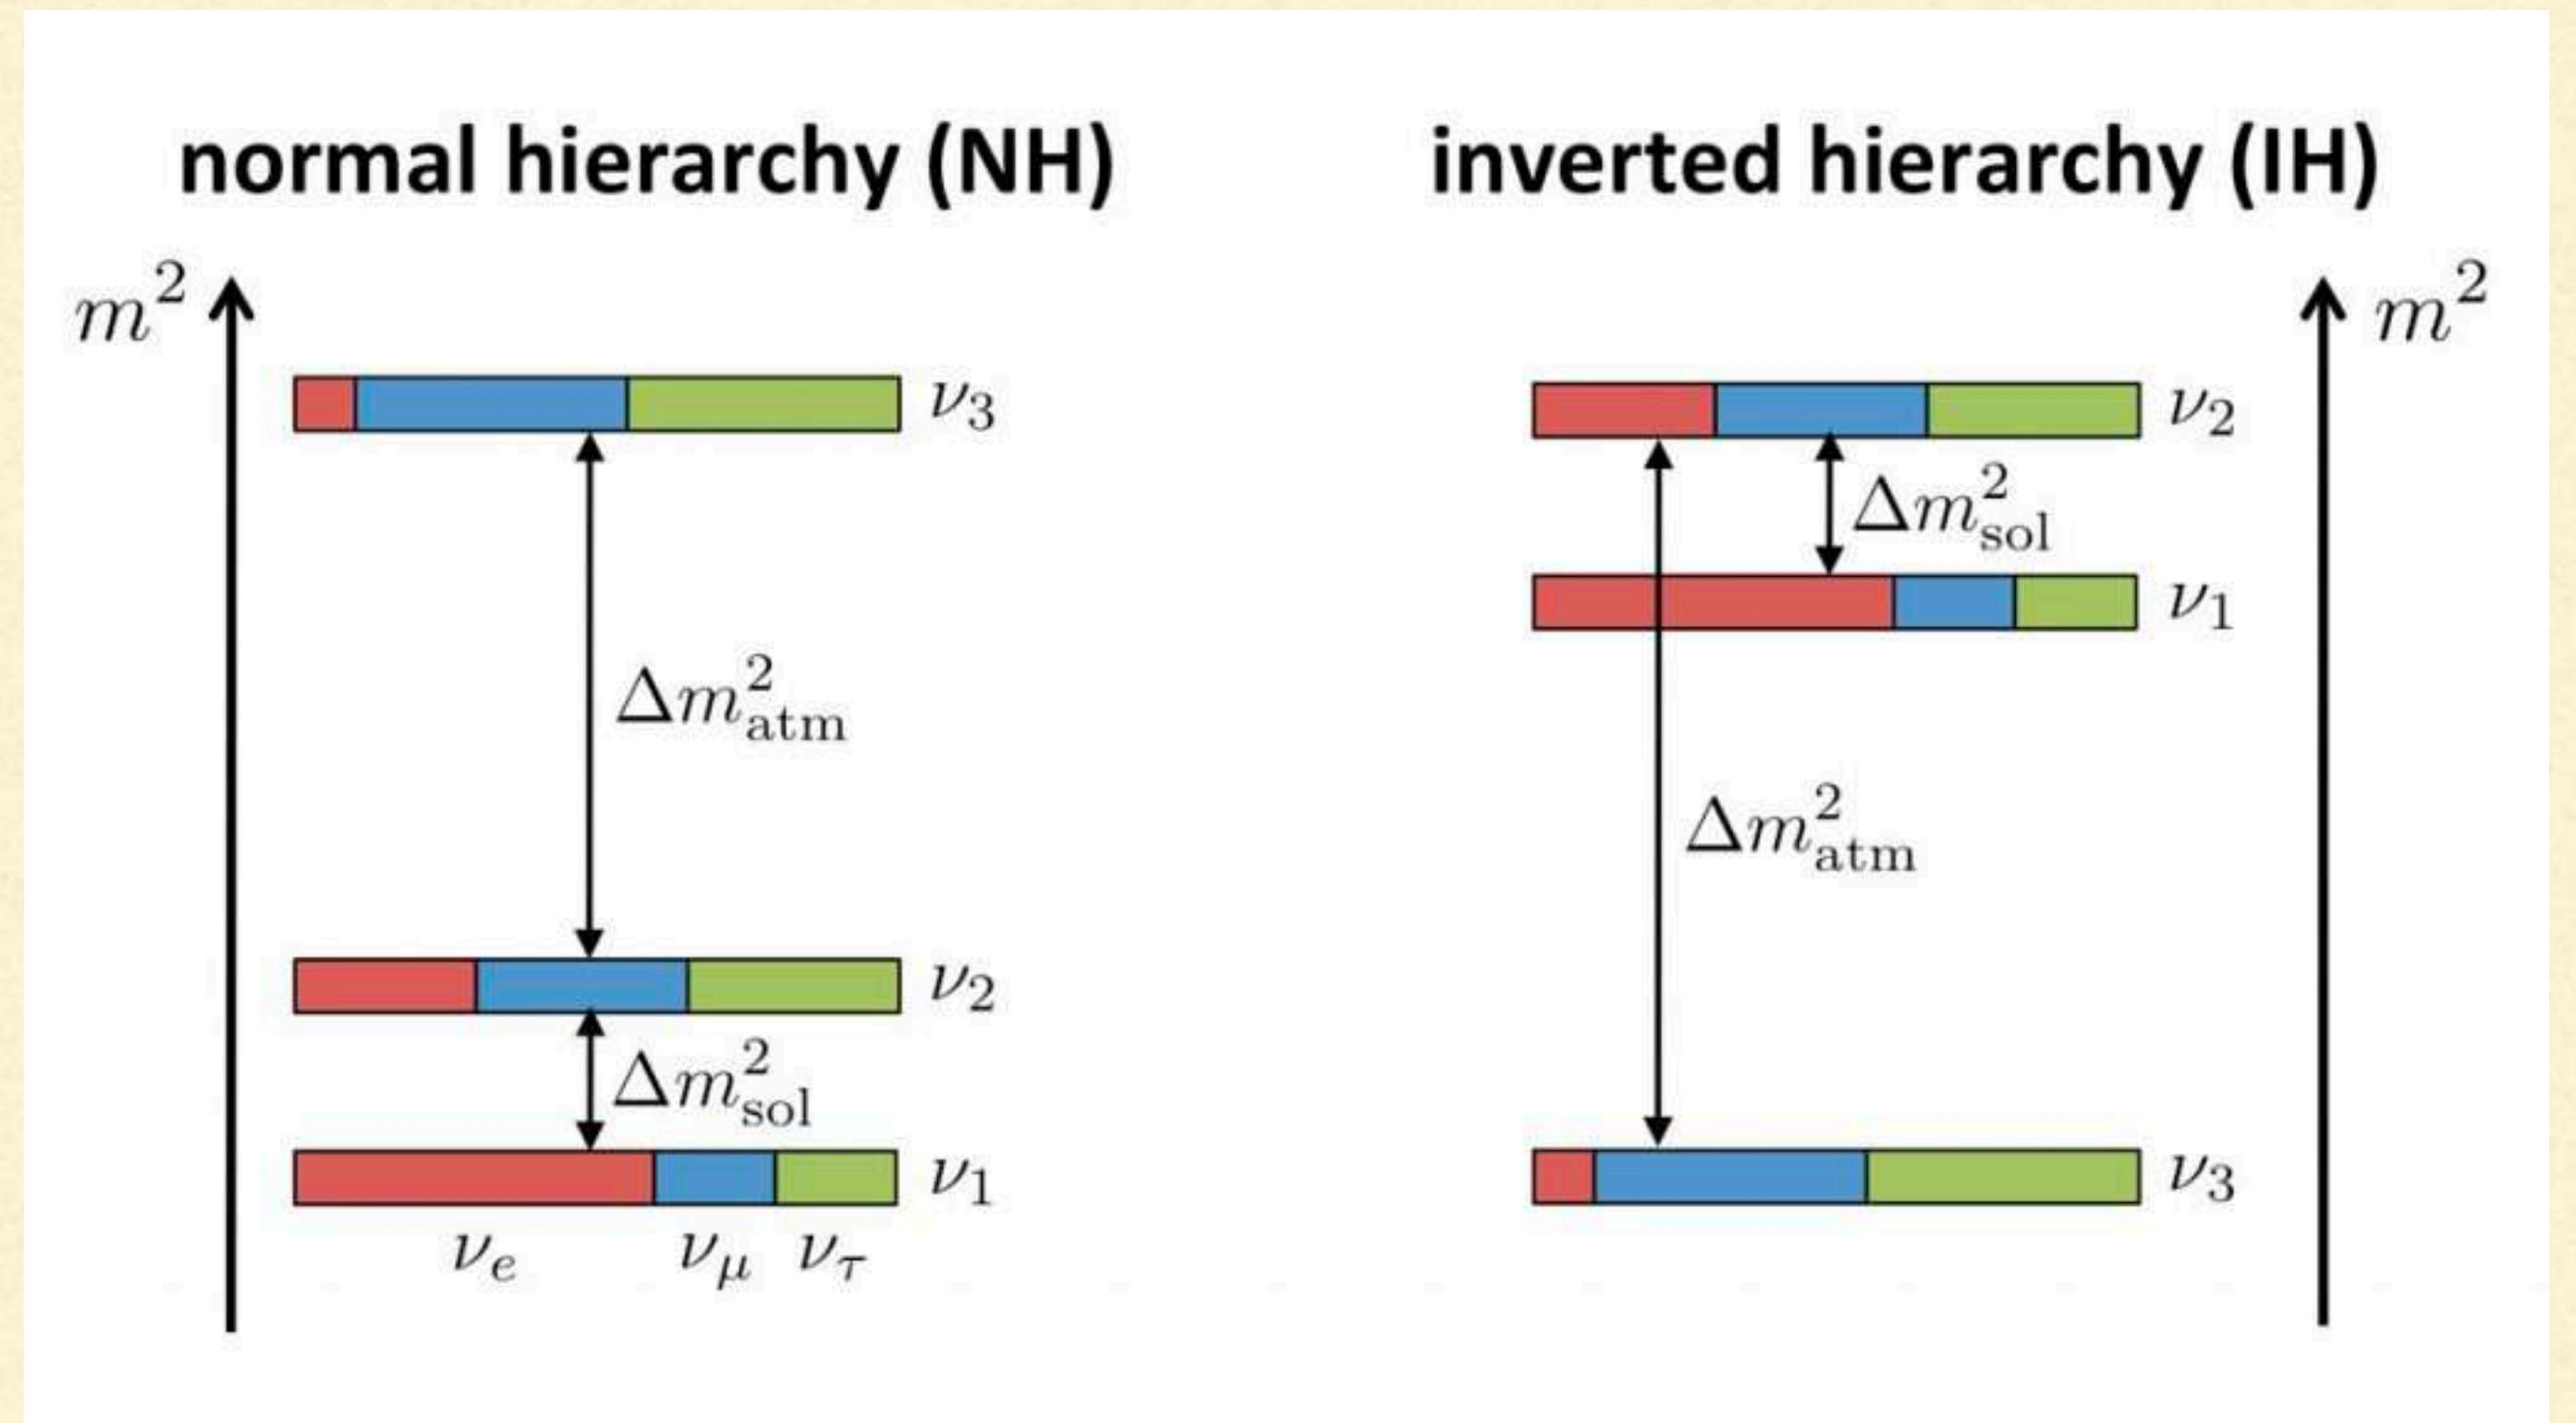 normal hierarchy (NH)
m²
ν₃
Δm²atm
ν₂
Δm²sol
ν₁
νe νμ ντ
inverted hierarchy (IH)
m²
ν₂
Δm²sol
ν₁
Δm²atm
ν₃